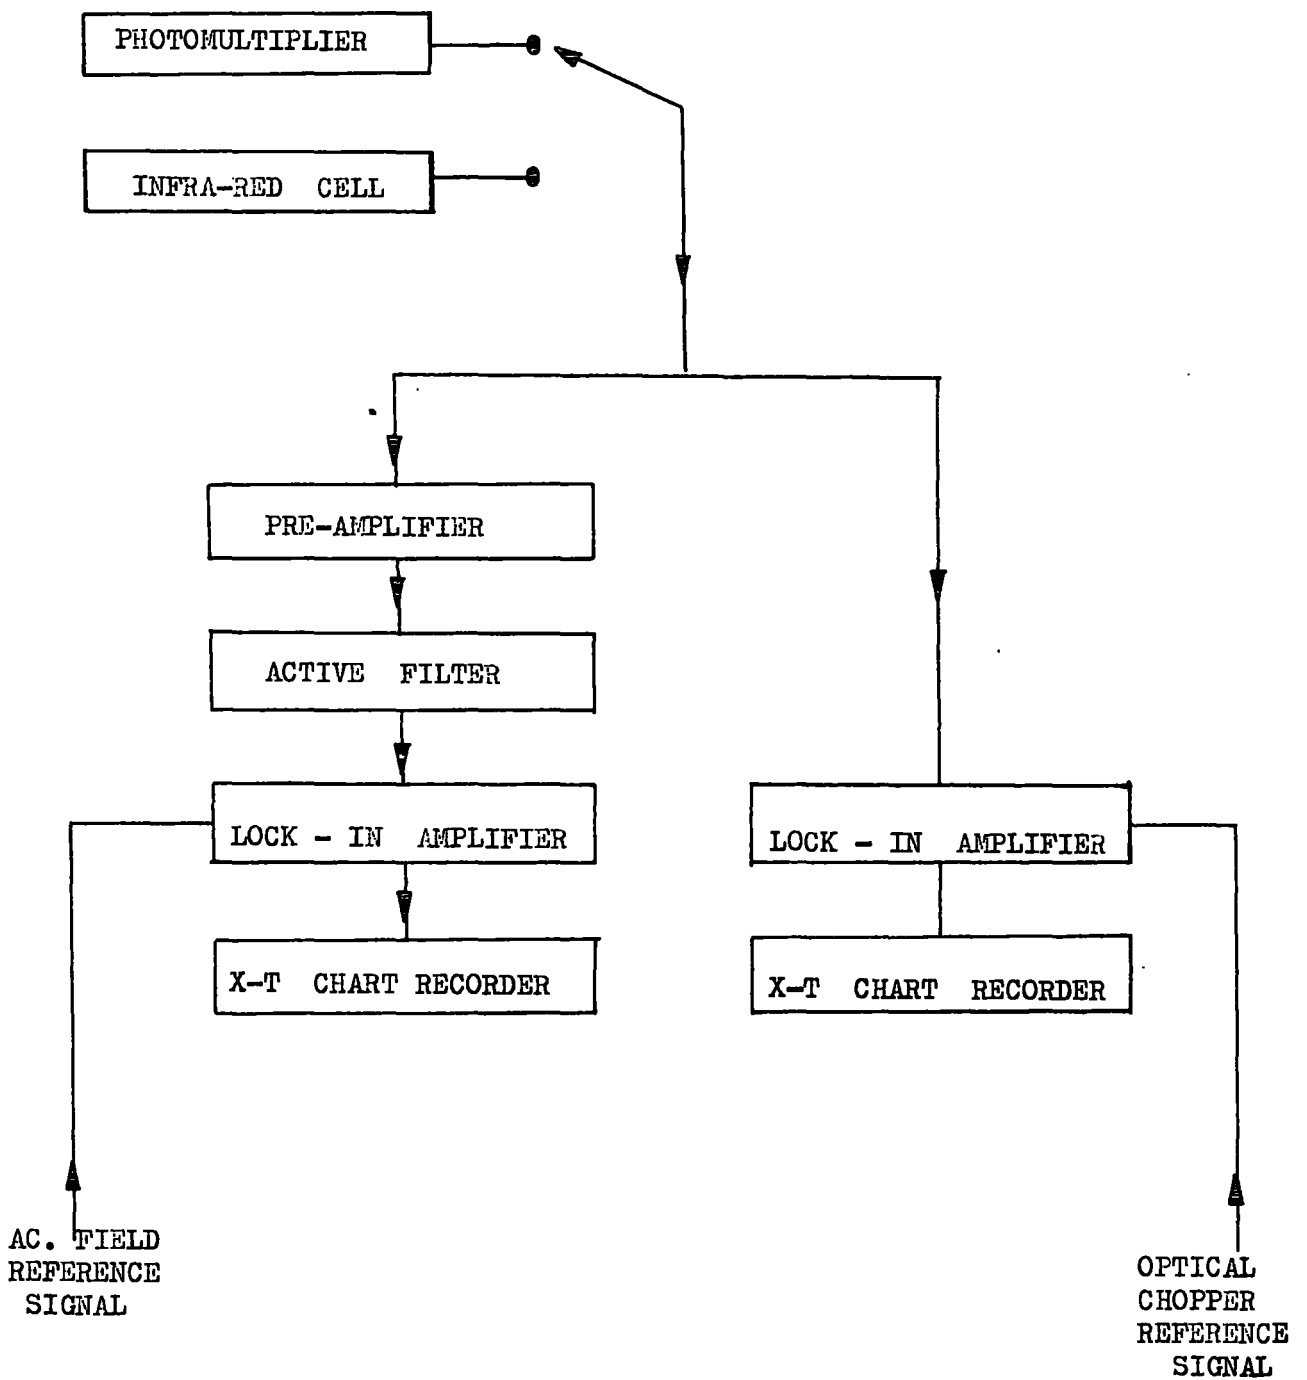 PHOTOMULTIPLIER
INFRA-RED CELL
PRE-AMPLIFIER
ACTIVE FILTER
LOCK - IN AMPLIFIER
X-T CHART RECORDER
LOCK - IN AMPLIFIER
X-T CHART RECORDER
AC. FIELD
REFERENCE
SIGNAL
OPTICAL
CHOPPER
REFERENCE
SIGNAL